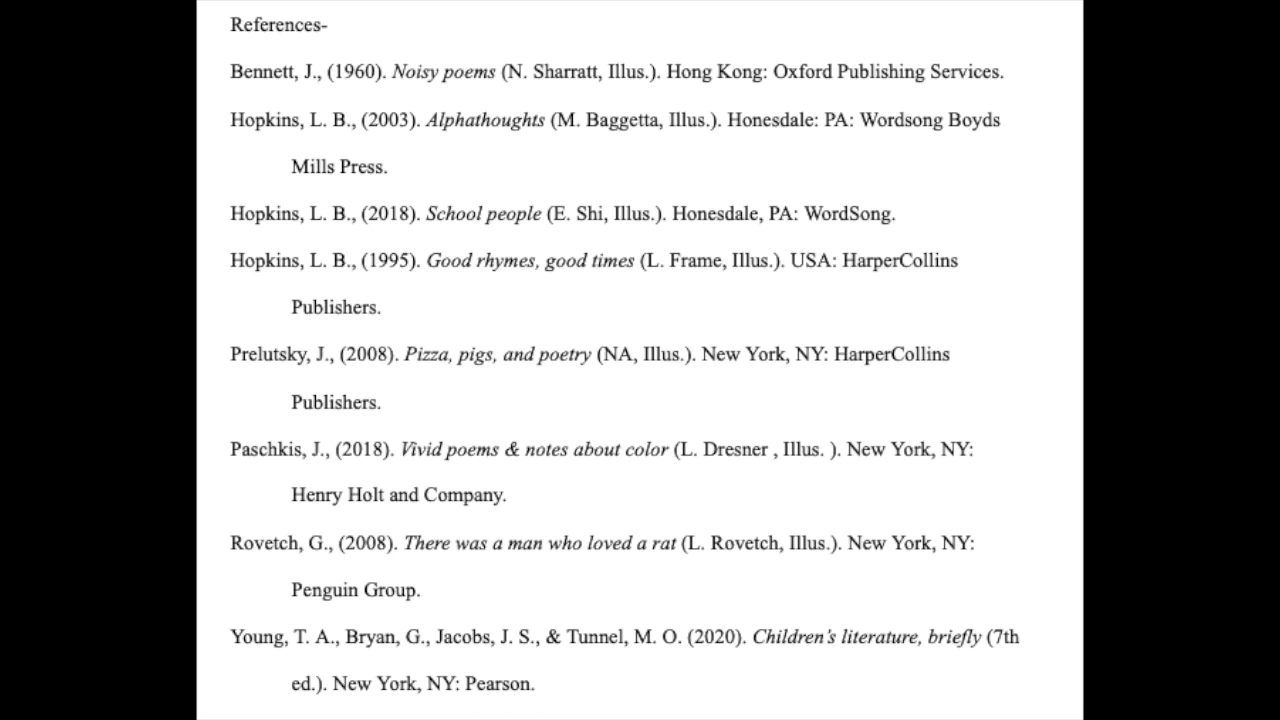 References-
Bennett, J., (1960). Noisy poems (N. Sharratt, Illus.). Hong Kong: Oxford Publishing Services.
Hopkins, L. B., (2003). Alphathoughts (M. Baggetta, Illus.). Honesdale: PA: Wordsong Boyds
Mills Press.
Hopkins, L. B., (2018). School people (E. Shi, Illus.). Honesdale, PA: WordSong.
Hopkins, L. B., (1995). Good rhymes, good times (L. Frame, Illus.). USA: HarperCollins
Publishers.
Prelutsky, J., (2008). Pizza, pigs, and poetry (NA, Illus.). New York, NY: HarperCollins
Publishers.
Paschkis, J., (2018). Vivid poems & notes about color (L. Dresner , Illus. ). New York, NY:
Henry Holt and Company.
Rovetch, G., (2008). There was a man who loved a rat (L. Rovetch, Illus.). New York, NY:
Penguin Group.
Young, T. A., Bryan, G., Jacobs, J. S., & Tunnel, M. O. (2020). Children’s literature, briefly (7th
ed.). New York, NY: Pearson.